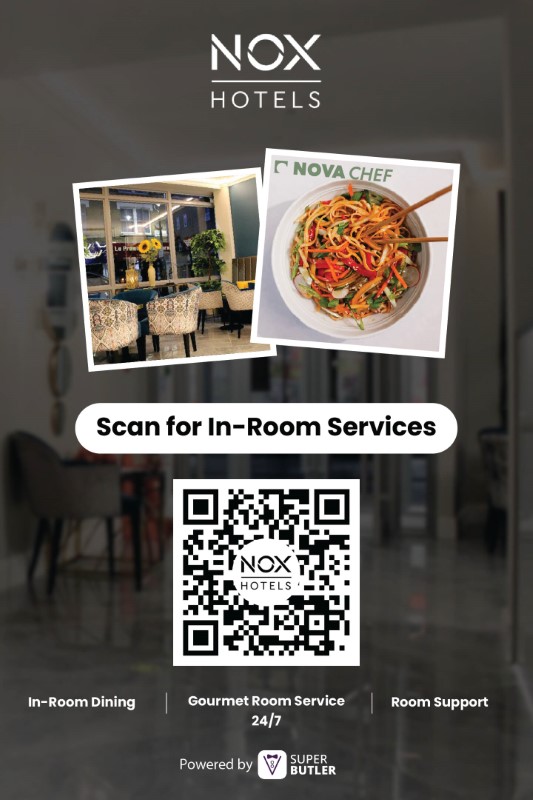 NOX
HOTELS
NOVA CHEF
Scan for In-Room Services
NOX
HOTELS
In-Room Dining
Gourmet Room Service
24/7
Room Support
Powered by
SUPER
BUTLER